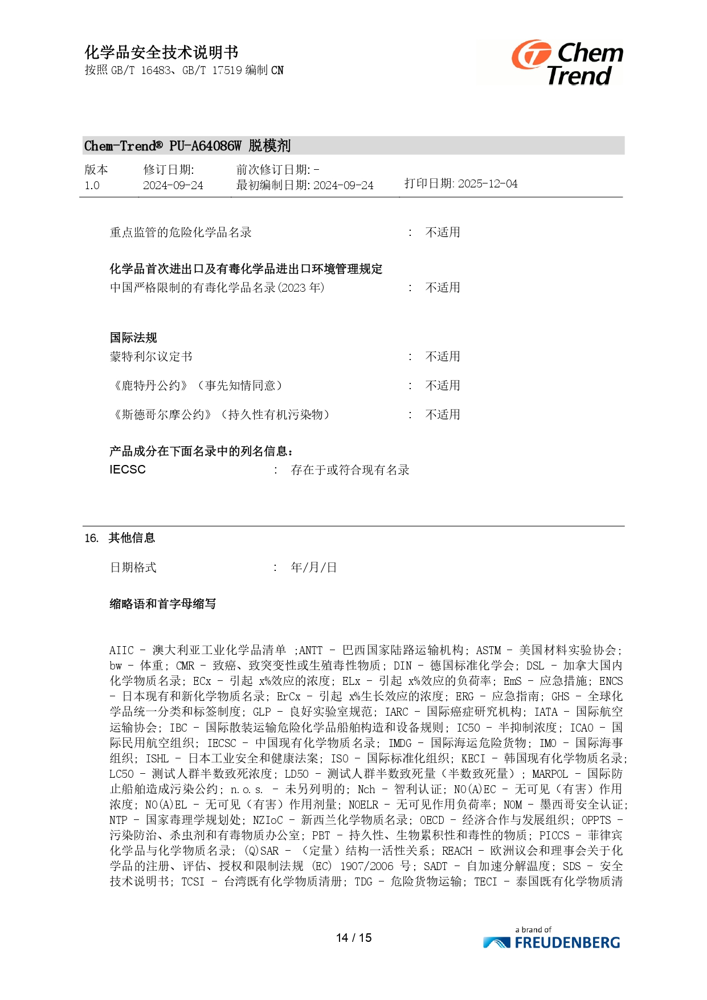 化学品安全技术说明书
按照 GB/T 16483、GB/T 17519 编制 CN
Chem
Trend
Chem-Trend® PU-A64086W 脱模剂
版本 修订日期: 前次修订日期: -
1.0 2024-09-24 最初编制日期: 2024-09-24 打印日期: 2025-12-04
重点监管的危险化学品名录 : 不适用
化学品首次进出口及有毒化学品进出口环境管理规定
中国严格限制的有毒化学品名录(2023 年) : 不适用
国际法规
蒙特利尔议定书 : 不适用
《鹿特丹公约》（事先知情同意） : 不适用
《斯德哥尔摩公约》（持久性有机污染物） : 不适用
产品成分在下面名录中的列名信息:
IECSC : 存在于或符合现有名录
16. 其他信息
日期格式 : 年/月/日
缩略语和首字母缩写
AIIC - 澳大利亚工业化学品清单 ;ANTT - 巴西国家陆路运输机构; ASTM - 美国材料实验协会;
bw - 体重; CMR - 致癌、致突变性或生殖毒性物质; DIN - 德国标准化学会; DSL - 加拿大国内
化学物质名录; ECx - 引起 x%效应的浓度; ELx - 引起 x%效应的负荷率; EmS - 应急措施; ENCS
- 日本现有和新化学物质名录; ErCx - 引起 x%生长效应的浓度; ERG - 应急指南; GHS - 全球化
学品统一分类和标签制度; GLP - 良好实验室规范; IARC - 国际癌症研究机构; IATA - 国际航空
运输协会; IBC - 国际散装运输危险化学品船舶构造和设备规则; IC50 - 半抑制浓度; ICAO - 国
际民用航空组织; IECSC - 中国现有化学物质名录; IMDG - 国际海运危险货物; IMO - 国际海事
组织; ISHL - 日本工业安全和健康法案; ISO - 国际标准化组织; KECI - 韩国现有化学物质名录;
LC50 - 测试人群半数致死浓度; LD50 - 测试人群半数致死量（半数致死量）; MARPOL - 国际防
止船舶造成污染公约; n.o.s. - 未另列明的; Nch - 智利认证; NO(A)EC - 无可见（有害）作用
浓度; NO(A)EL - 无可见（有害）作用剂量; NOELR - 无可见作用负荷率; NOM - 墨西哥安全认证;
NTP - 国家毒理学规划处; NZIoC - 新西兰化学物质名录; OECD - 经济合作与发展组织; OPPTS -
污染防治、杀虫剂和有毒物质办公室; PBT - 持久性、生物累积性和毒性的物质; PICCS - 菲律宾
化学品与化学物质名录; (Q)SAR - （定量）结构一活性关系; REACH - 欧洲议会和理事会关于化
学品的注册、评估、授权和限制法规 (EC) 1907/2006 号; SADT - 自加速分解温度; SDS - 安全
技术说明书; TCSI - 台湾既有化学物质清册; TDG - 危险货物运输; TECI - 泰国既有化学物质清
14 / 15
a brand of
FREUDENBERG